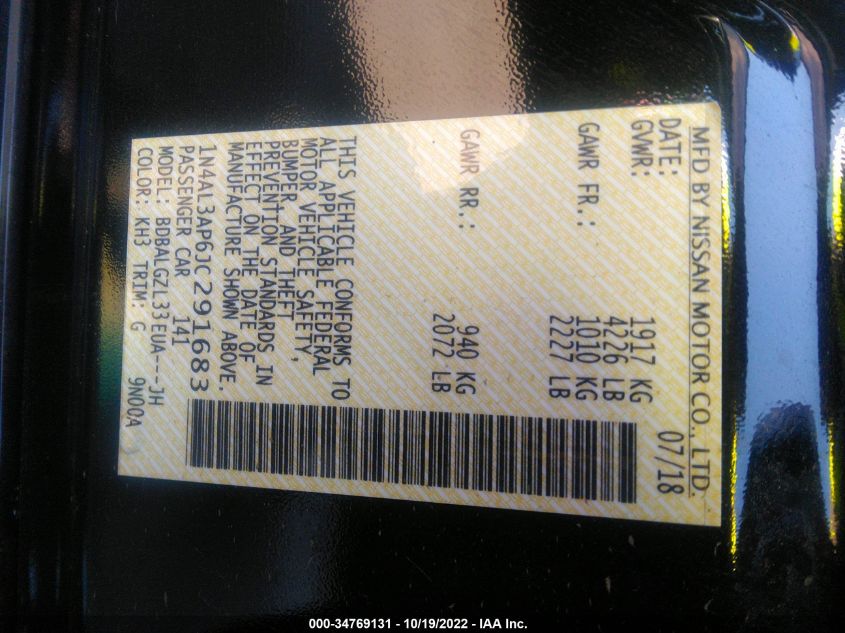 MFD BY NISSAN MOTOR CO., LTD.
DATE: 07/18
GVWR: 1917 KG
4226 LB
GAWR FR.: 1010 KG
2227 LB
GAWR RR.: 940 KG
2072 LB
THIS VEHICLE CONFORMS TO
ALL APPLICABLE FEDERAL
MOTOR VEHICLE SAFETY,
BUMPER AND THEFT
PREVENTION STANDARDS IN
EFFECT ON THE DATE OF
MANUFACTURE SHOWN ABOVE.
1N4AL3AP6JC291683
PASSENGER CAR 141
MODEL: BDBALGZL33EUA---JH
COLOR: KH3 TRIM: G 9N00A
000-34769131 - 10/19/2022 - IAA Inc.